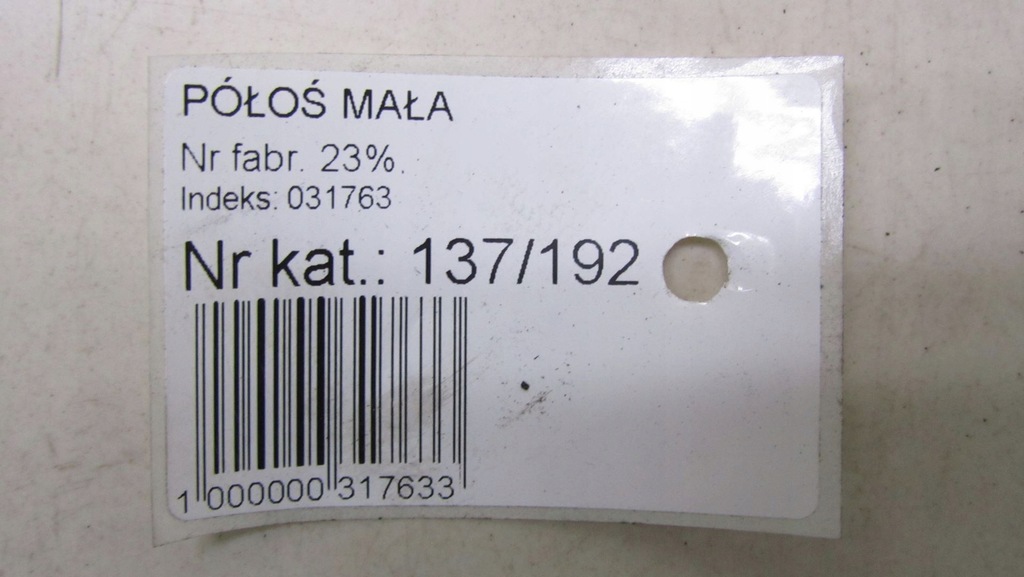 PÓŁOŚ MAŁA
Nr fabr. 23%.
Indeks: 031763
Nr kat.: 137/192
1 000000 317633